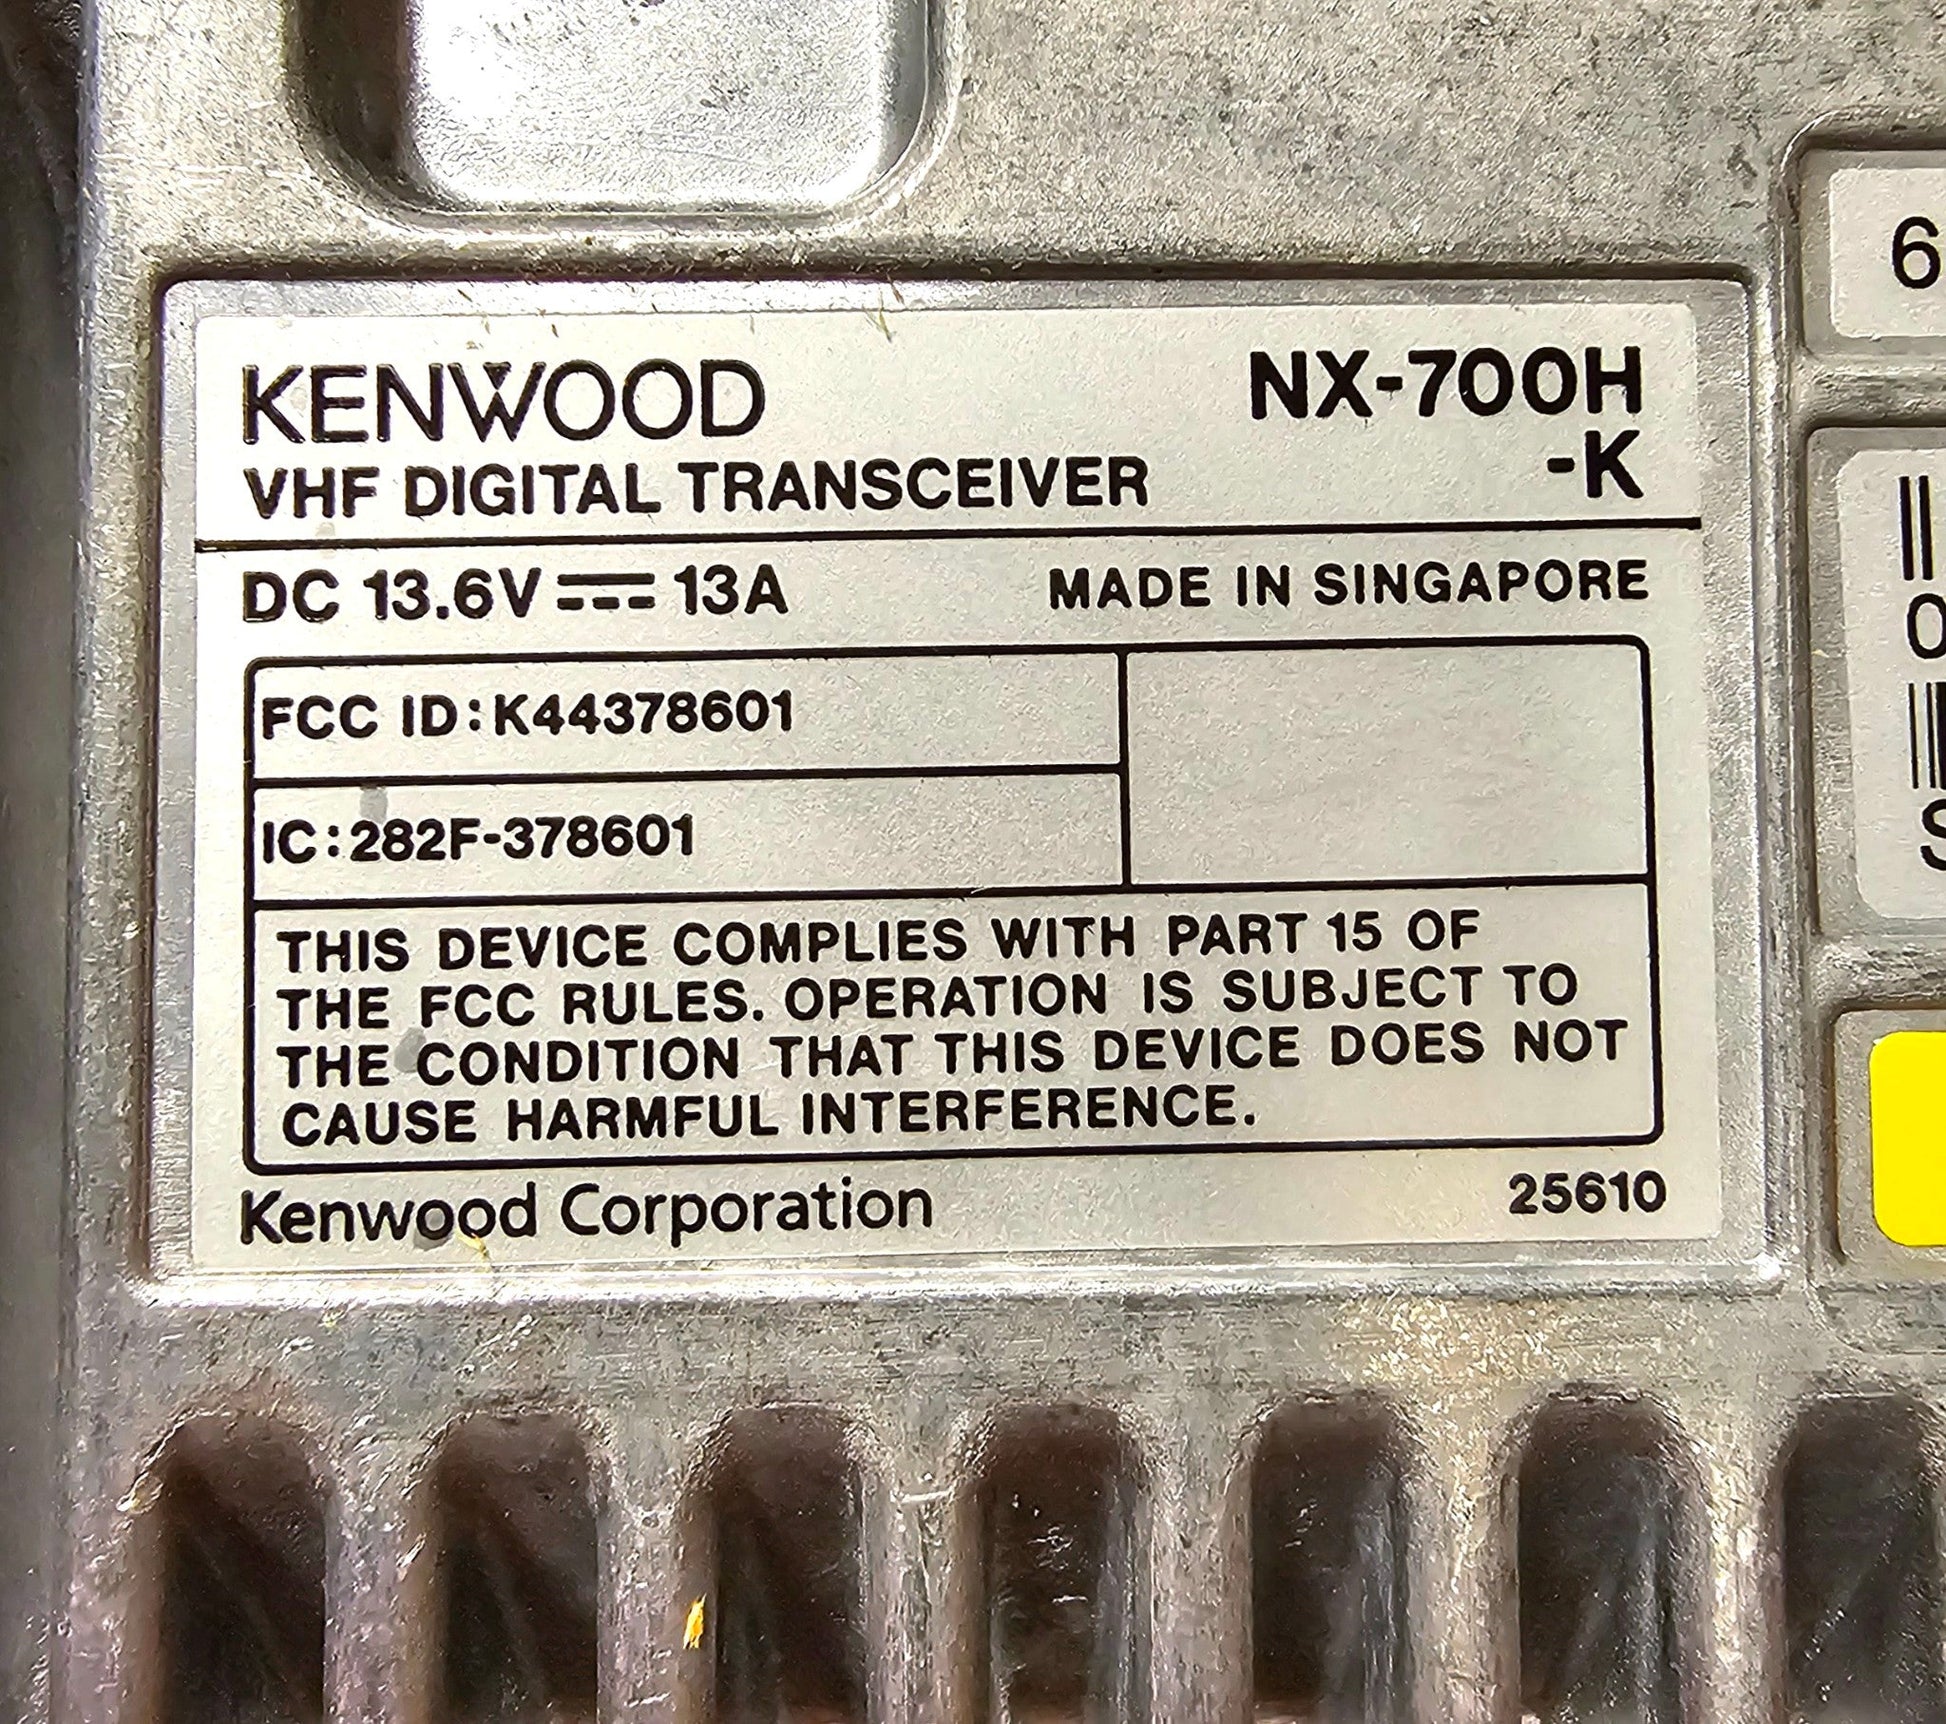 KENWOOD NX-700H
VHF DIGITAL TRANSCEIVER -K
DC 13.6V 13A MADE IN SINGAPORE
FCC ID: K44378601
IC: 282F-378601
THIS DEVICE COMPLIES WITH PART 15 OF
THE FCC RULES. OPERATION IS SUBJECT TO
THE CONDITION THAT THIS DEVICE DOES NOT
CAUSE HARMFUL INTERFERENCE.
Kenwood Corporation 25610
6